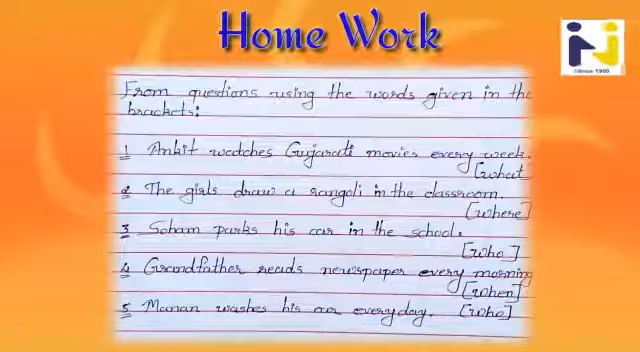 Home Work
Since 1995
From questions using the words given in the
brackets:
1 Ankit watches Gujarati movies every week.
[what
2 The girls draw a rangoli in the classroom.
[where]
3 Soham parks his car in the school.
[who]
4 Grandfather reads newspaper every morning
[when]
5 Manan washes his car everyday. [who]